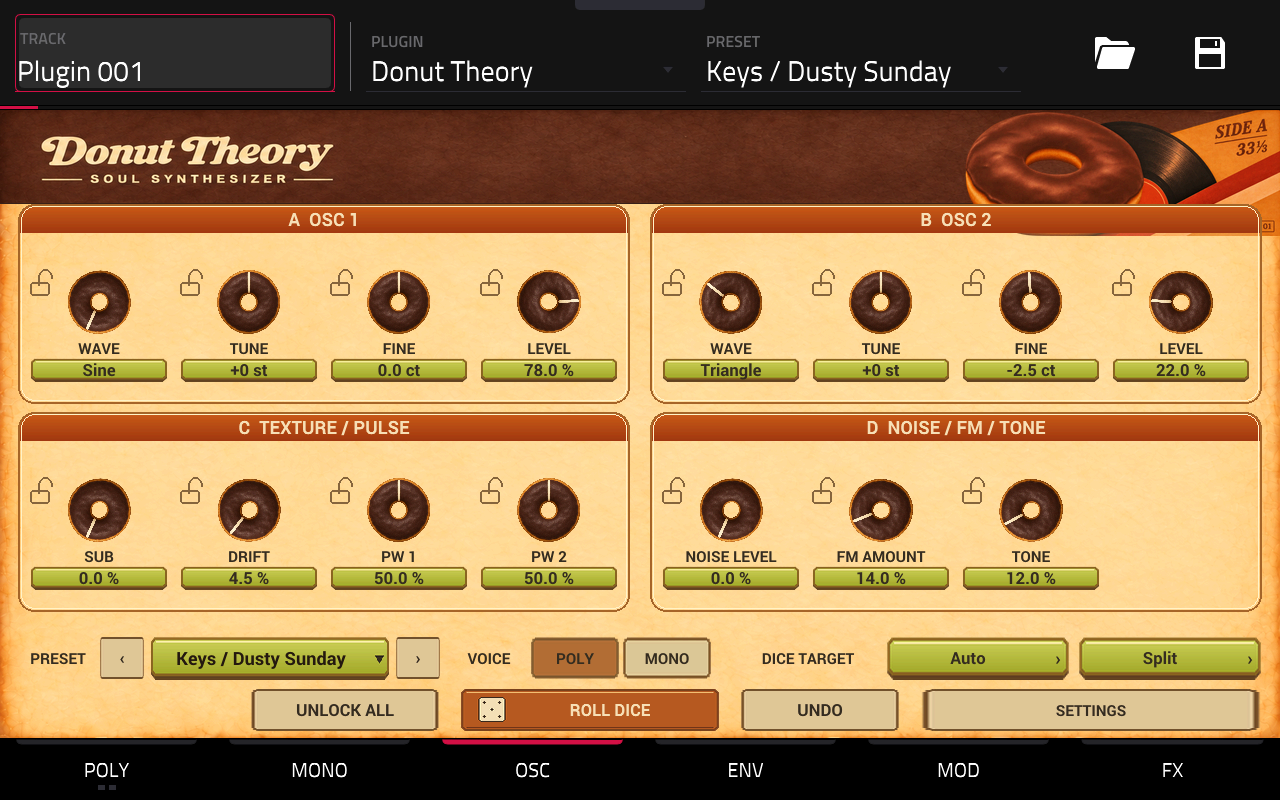 TRACK
Plugin 001
PLUGIN
Donut Theory
PRESET
Keys / Dusty Sunday
Donut Theory
SOUL SYNTHESIZER
SIDE A
33⅓
01
A OSC 1
WAVE
Sine
TUNE
+0 st
FINE
0.0 ct
LEVEL
78.0 %
B OSC 2
WAVE
Triangle
TUNE
+0 st
FINE
-2.5 ct
LEVEL
22.0 %
C TEXTURE / PULSE
SUB
0.0 %
DRIFT
4.5 %
PW 1
50.0 %
PW 2
50.0 %
D NOISE / FM / TONE
NOISE LEVEL
0.0 %
FM AMOUNT
14.0 %
TONE
12.0 %
PRESET
‹
Keys / Dusty Sunday
›
VOICE
POLY
MONO
DICE TARGET
Auto ›
Split ›
UNLOCK ALL
ROLL DICE
UNDO
SETTINGS
POLY
MONO
OSC
ENV
MOD
FX